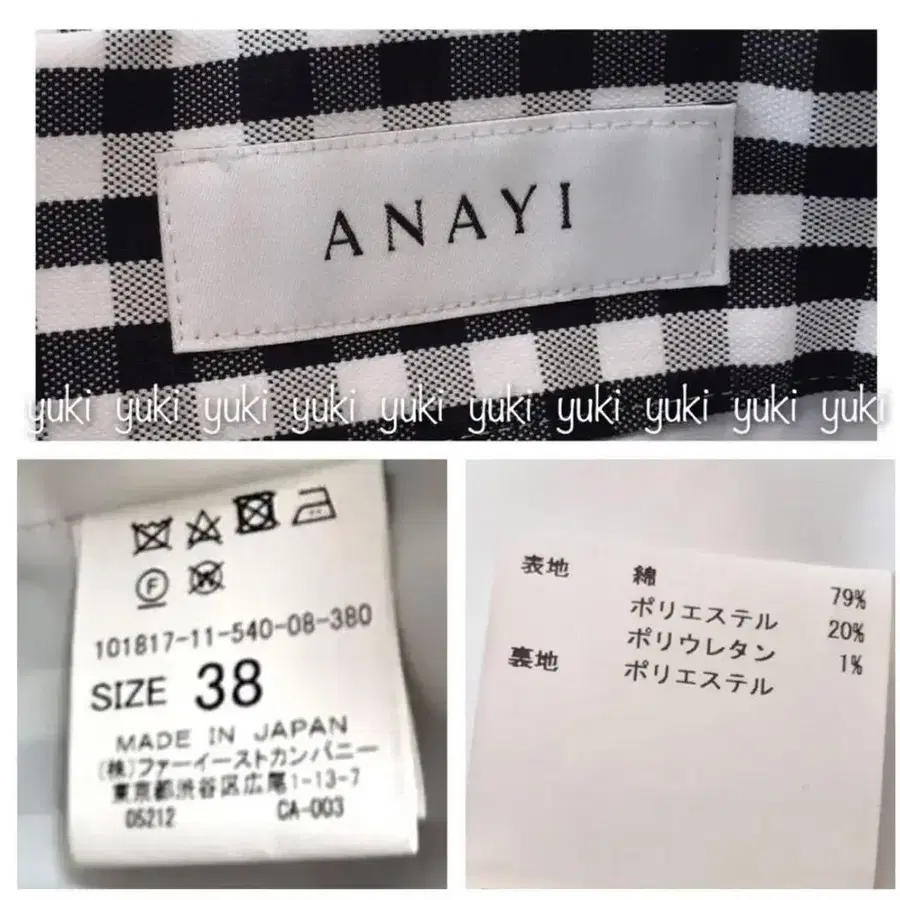 ANAYI
yuki yuki yuki yuki yuki yuki yuki yuki yuki yuki
F
101817-11-540-08-380
SIZE 38
MADE IN JAPAN
(株)ファーイーストカンパニー
東京都渋谷区広尾1-13-7
05212 CA-003
表地 綿 79%
ポリエステル 20%
ポリウレタン 1%
裏地 ポリエステル